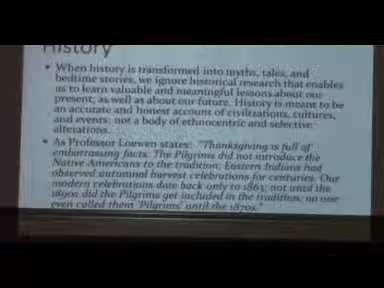 History
• When history is transformed into myths, tales, and
bedtime stories, we ignore historical research that enables
us to learn valuable and meaningful lessons about our
present, as well as about our future. History is meant to be
an accurate and honest account of civilizations, cultures,
and events; not a body of ethnocentric and selective
alterations.
• As Professor Loewen states: "Thanksgiving is full of
embarrassing facts. The Pilgrims did not introduce the
Native Americans to the tradition; Eastern Indians had
observed autumnal harvest celebrations for centuries. Our
modern celebrations date back only to 1863; not until the
1890s did the Pilgrims get included in the tradition; no one
even called them 'Pilgrims' until the 1870s."